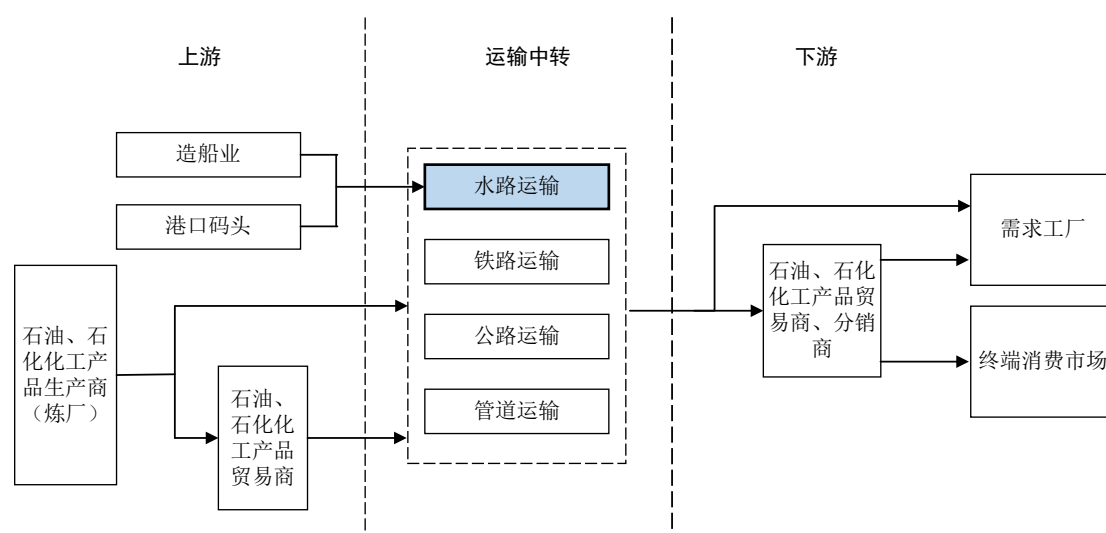 上游
运输中转
下游
造船业
港口码头
石油、石
化化工产
品生产商
（炼厂）
石油、
石化化
工产品
贸易商
水路运输
铁路运输
公路运输
管道运输
石油、石化
化工产品贸
易商、分销
商
需求工厂
终端消费市场